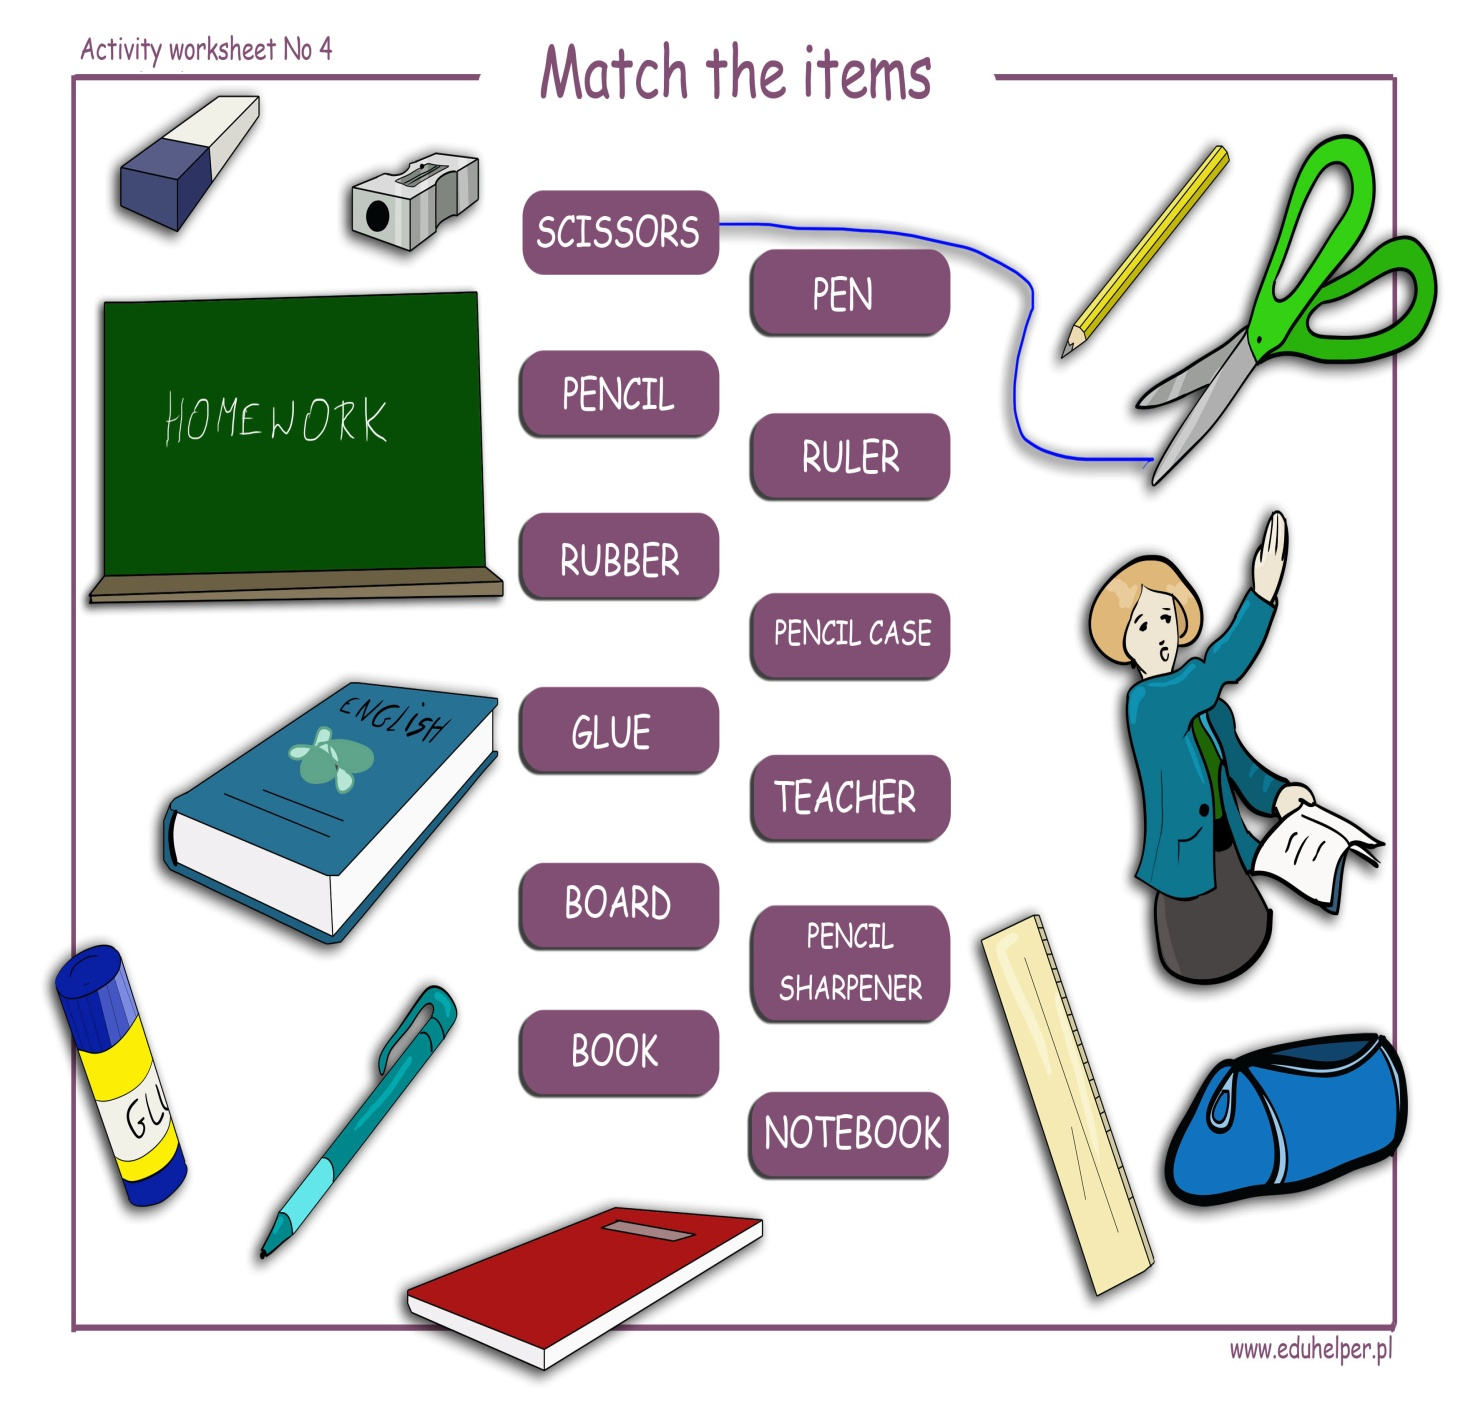 Activity worksheet No 4
Match the items
SCISSORS
PEN
PENCIL
HOMEWORK
RULER
RUBBER
PENCIL CASE
ENGLiSH
GLUE
TEACHER
BOARD
PENCIL
SHARPENER
BOOK
GLU
NOTEBOOK
www.eduhelper.pl